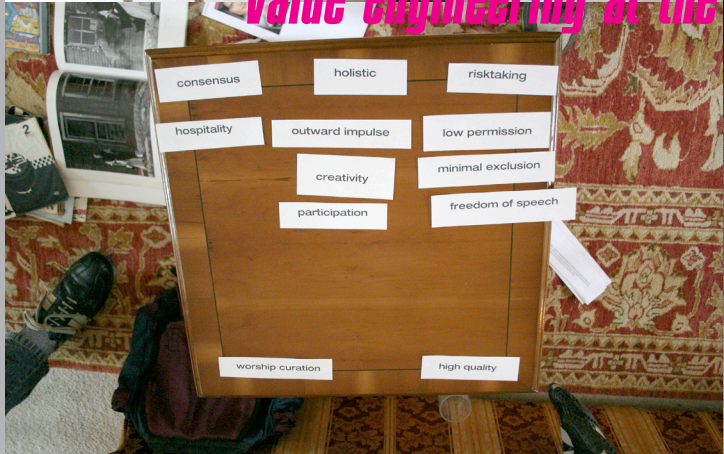 value engineering at the
consensus
holistic
risktaking
hospitality
outward impulse
low permission
creativity
minimal exclusion
participation
freedom of speech
worship curation
high quality
2